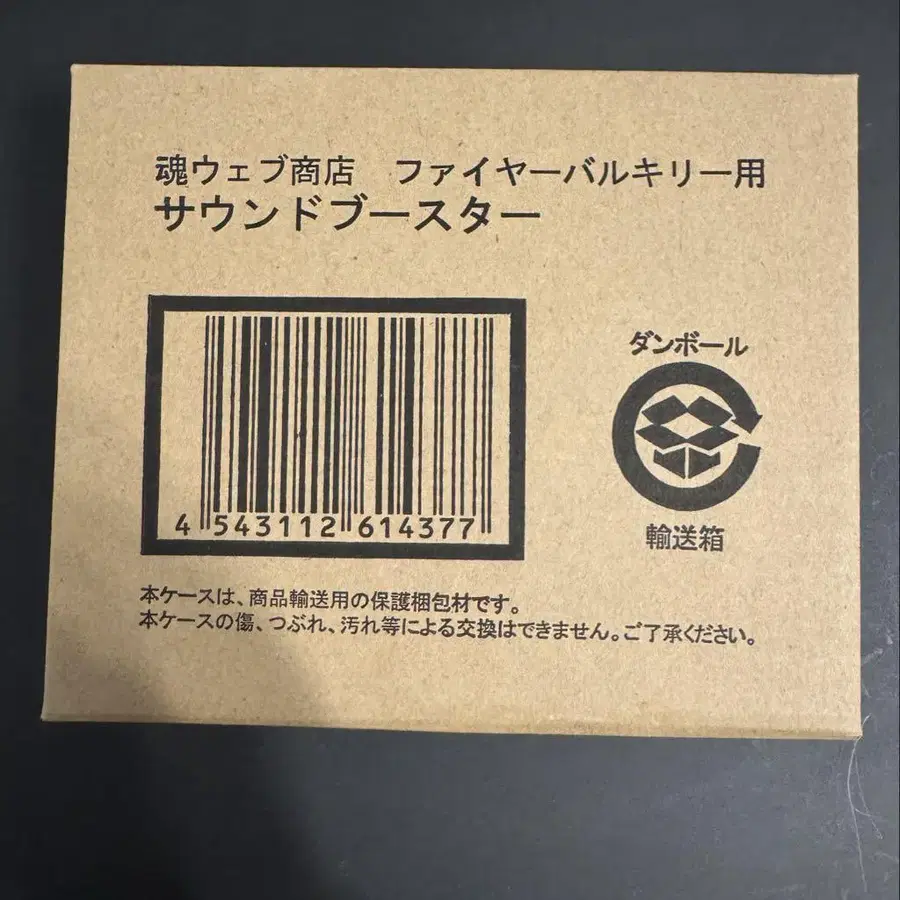 魂ウェブ商店　ファイヤーバルキリー用
サウンドブースター
ダンボール
4 543112 614377
輸送箱
本ケースは、商品輸送用の保護梱包材です。
本ケースの傷、つぶれ、汚れ等による交換はできません。ご了承ください。